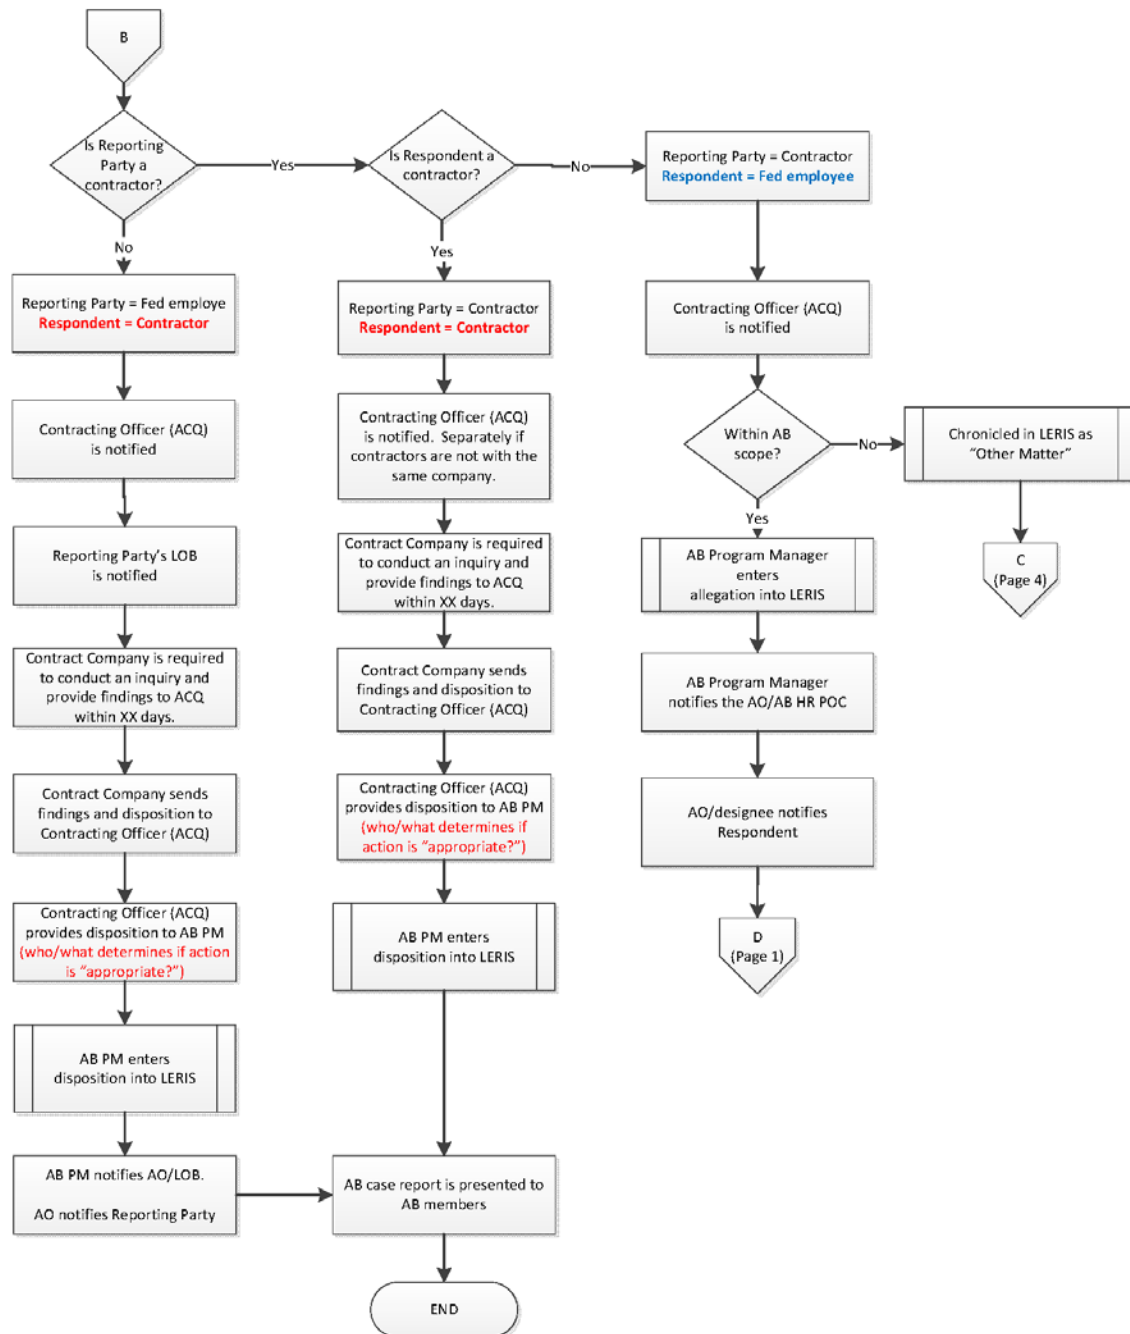 B
Is Reporting
Party a
contractor?
Yes
No
Is Respondent a
contractor?
No
Yes
Reporting Party = Contractor
Respondent = Fed employee
Reporting Party = Fed employe
Respondent = Contractor
Reporting Party = Contractor
Respondent = Contractor
Contracting Officer (ACQ)
is notified
Contracting Officer (ACQ)
is notified
Contracting Officer (ACQ)
is notified. Separately if
contractors are not with the
same company.
Within AB
scope?
No
Yes
Chronicled in LERIS as
"Other Matter"
Reporting Party's LOB
is notified
Contract Company is required
to conduct an inquiry and
provide findings to ACQ
within XX days.
AB Program Manager
enters
allegation into LERIS
C
(Page 4)
Contract Company is required
to conduct an inquiry and
provide findings to ACQ
within XX days.
Contract Company sends
findings and disposition to
Contracting Officer (ACQ)
AB Program Manager
notifies the AO/AB HR POC
Contract Company sends
findings and disposition to
Contracting Officer (ACQ)
Contracting Officer (ACQ)
provides disposition to AB PM
(who/what determines if
action is "appropriate?")
AO/designee notifies
Respondent
Contracting Officer (ACQ)
provides disposition to AB PM
(who/what determines if action
is "appropriate?")
AB PM enters
disposition into LERIS
D
(Page 1)
AB PM enters
disposition into LERIS
AB PM notifies AO/LOB.
AO notifies Reporting Party
AB case report is presented to
AB members
END